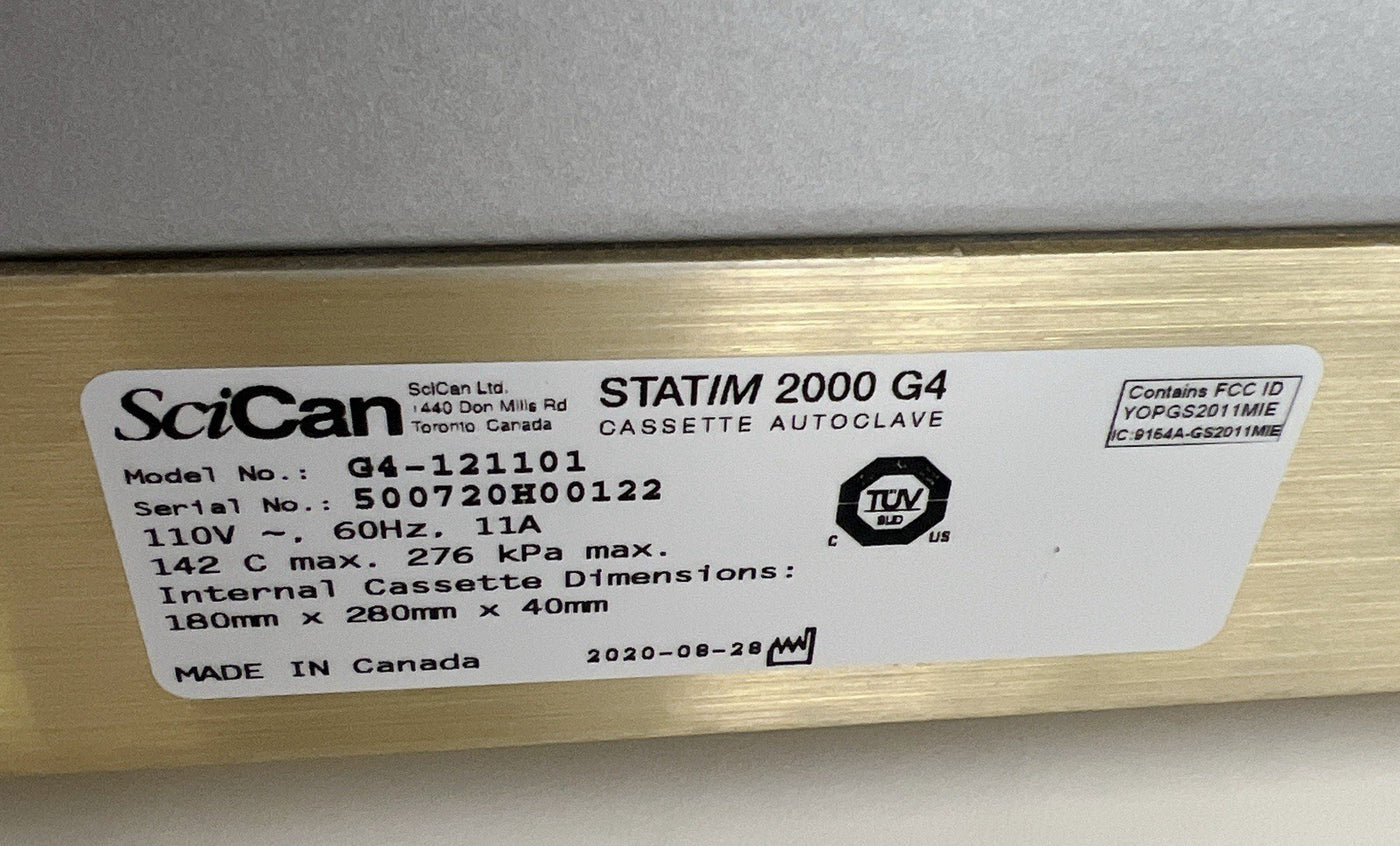 SciCan
SciCan Ltd.
1440 Don Mills Rd
Toronto Canada
STATIM 2000 G4
CASSETTE AUTOCLAVE
Contains FCC ID
YOPGS2011MIE
IC:9164A-GS2011MIE
Model No.: G4-121101
Serial No.: 500720H00122
110V ~. 60Hz. 11A
142 C max. 276 kPa max.
Internal Cassette Dimensions:
180mm x 280mm x 40mm
TÜV
SUD
C US
MADE IN Canada
2020-08-28